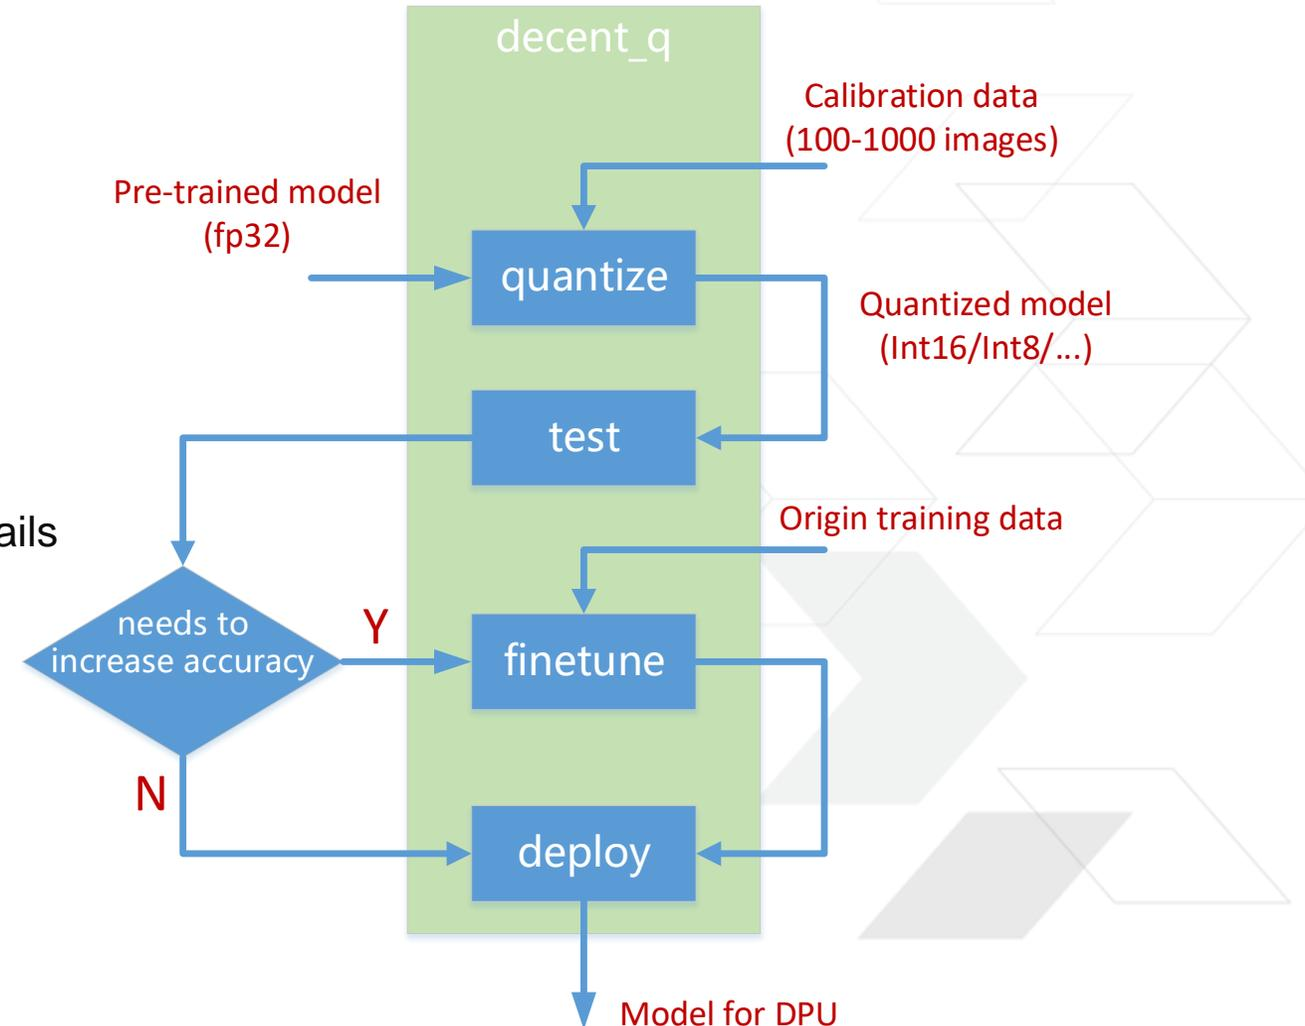 decent_q
Calibration data
(100-1000 images)
Pre-trained model
(fp32)
quantize
Quantized model
(Int16/Int8/...)
test
Origin training data
ails
needs to
increase accuracy
Y
finetune
N
deploy
Model for DPU